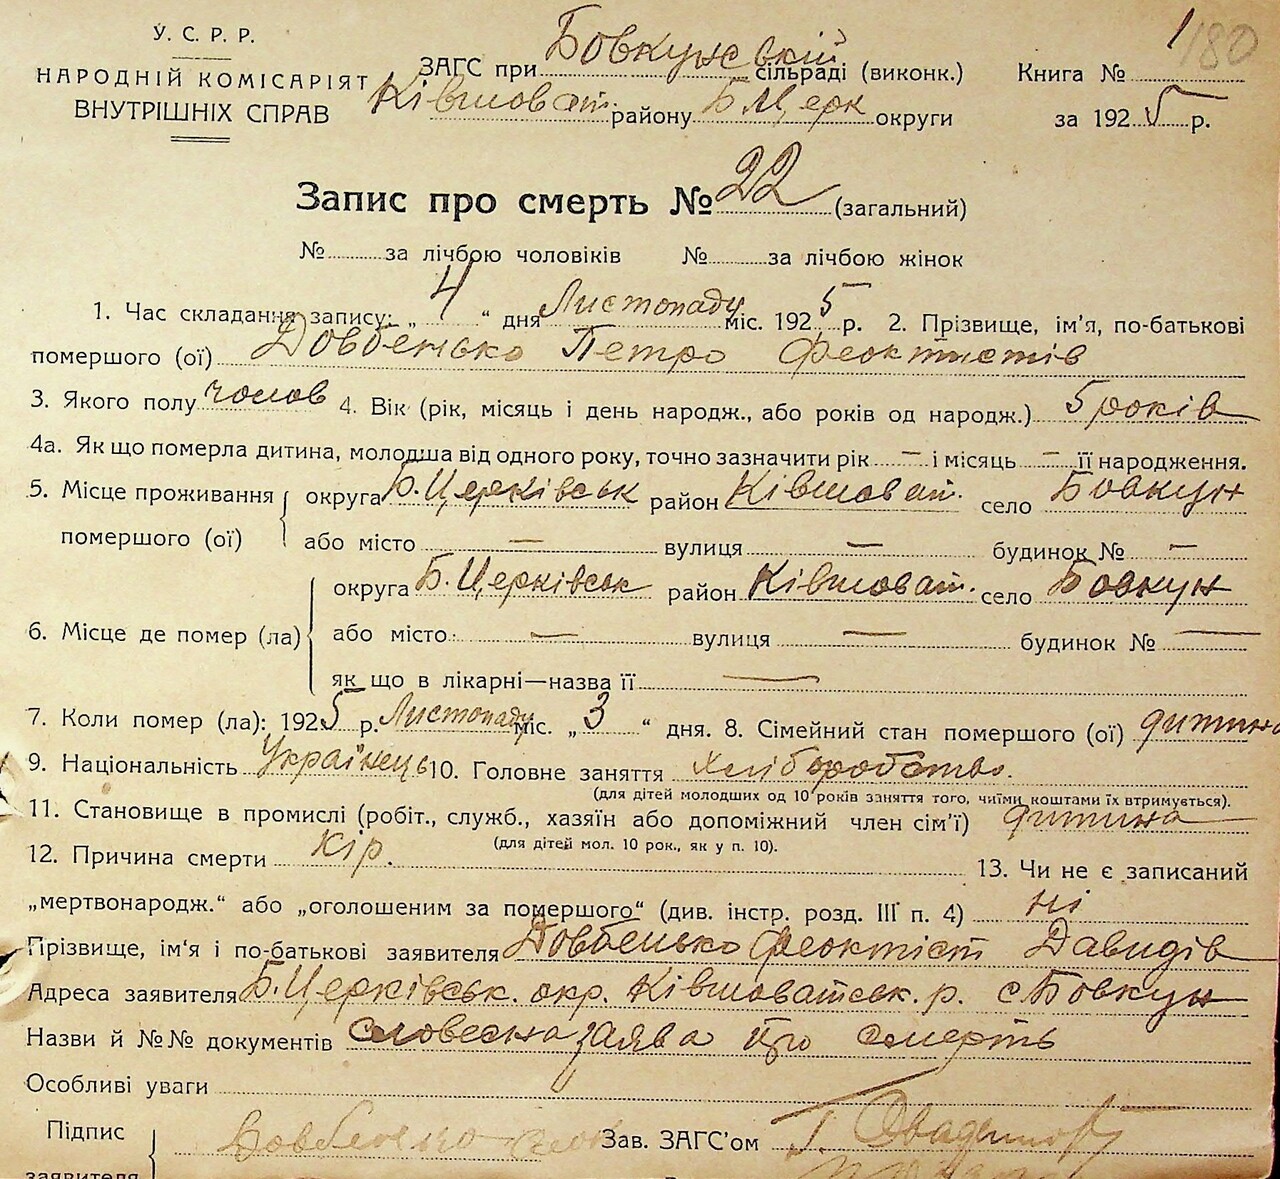 У. С. Р. Р.
НАРОДНІЙ КОМІСАРІЯТ
ВНУТРІШНІХ СПРАВ
ЗАГС при Бовкунєвскій сільраді (виконк.)
Ківшоват. району Б. Церк округи
Книга № 1/180
за 1925 р.
Запис про смерть № 22 (загальний)
№ за лічбою чоловіків № за лічбою жінок
1. Час складання запису: „ 4 “ дня Листопаду міс. 1925 р. 2. Прізвище, ім’я, по-батькові
помершого (ої) Довбенько Петро Феоктистів
3. Якого полу чолов 4. Вік (рік, місяць і день народж., або років од народж.) 5 років
4а. Як що померла дитина, молодша від одного року, точно зазначити рік — і місяць — її народження.
5. Місце проживання помершого (ої) округа Б. Церківськ район Ківшоват. село Бовкун
або місто — вулиця — будинок № —
6. Місце де помер (ла) округа Б. Церківськ район Ківшоват. село Бовкун
або місто — вулиця — будинок № —
як що в лікарні—назва її —
7. Коли помер (ла): 1925 р. Листопаду міс. „ 3 “ дня. 8. Сімейний стан помершого (ої) дитина
9. Національність Українець 10. Головне заняття хліборобство.
(для дітей молодших од 10 років заняття того, чиїми коштами їх втримується).
11. Становище в промислі (робіт., служб., хазяїн або допоміжний член сім’ї) дитина
(для дітей мол. 10 рок., як у п. 10).
12. Причина смерти Кір. 13. Чи не є записаний
„мертвонародж.“ або „оголошеним за помершого“ (див. інстр. розд. III п. 4) ні
Прізвище, ім’я і по-батькові заявителя Довбенько Феоктіст Давидів
Адреса заявителя Б. Церківськ. окр. Ківшоватськ. р. с Бовкун
Назви й №№ документів словесна заява про смерть
Особливі уваги
Підпис
заявителя
Довбенко
Зав. ЗАГС’ом Г.